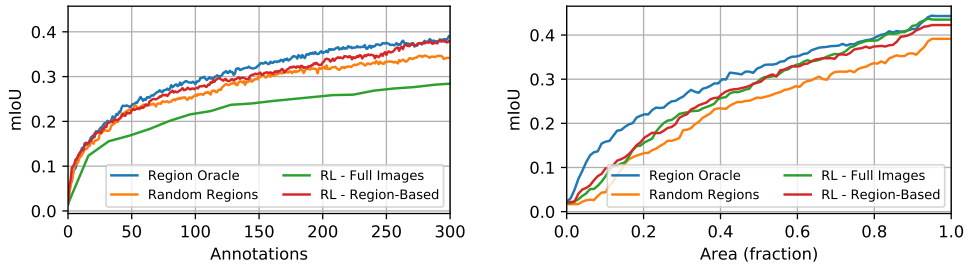 mIoU
0.4
0.3
0.2
0.1
0.0
0 50 100 150 200 250 300
Annotations
Region Oracle RL - Full Images
Random Regions RL - Region-Based
mIoU
0.4
0.3
0.2
0.1
0.0
0.0 0.2 0.4 0.6 0.8 1.0
Area (fraction)
Region Oracle RL - Full Images
Random Regions RL - Region-Based